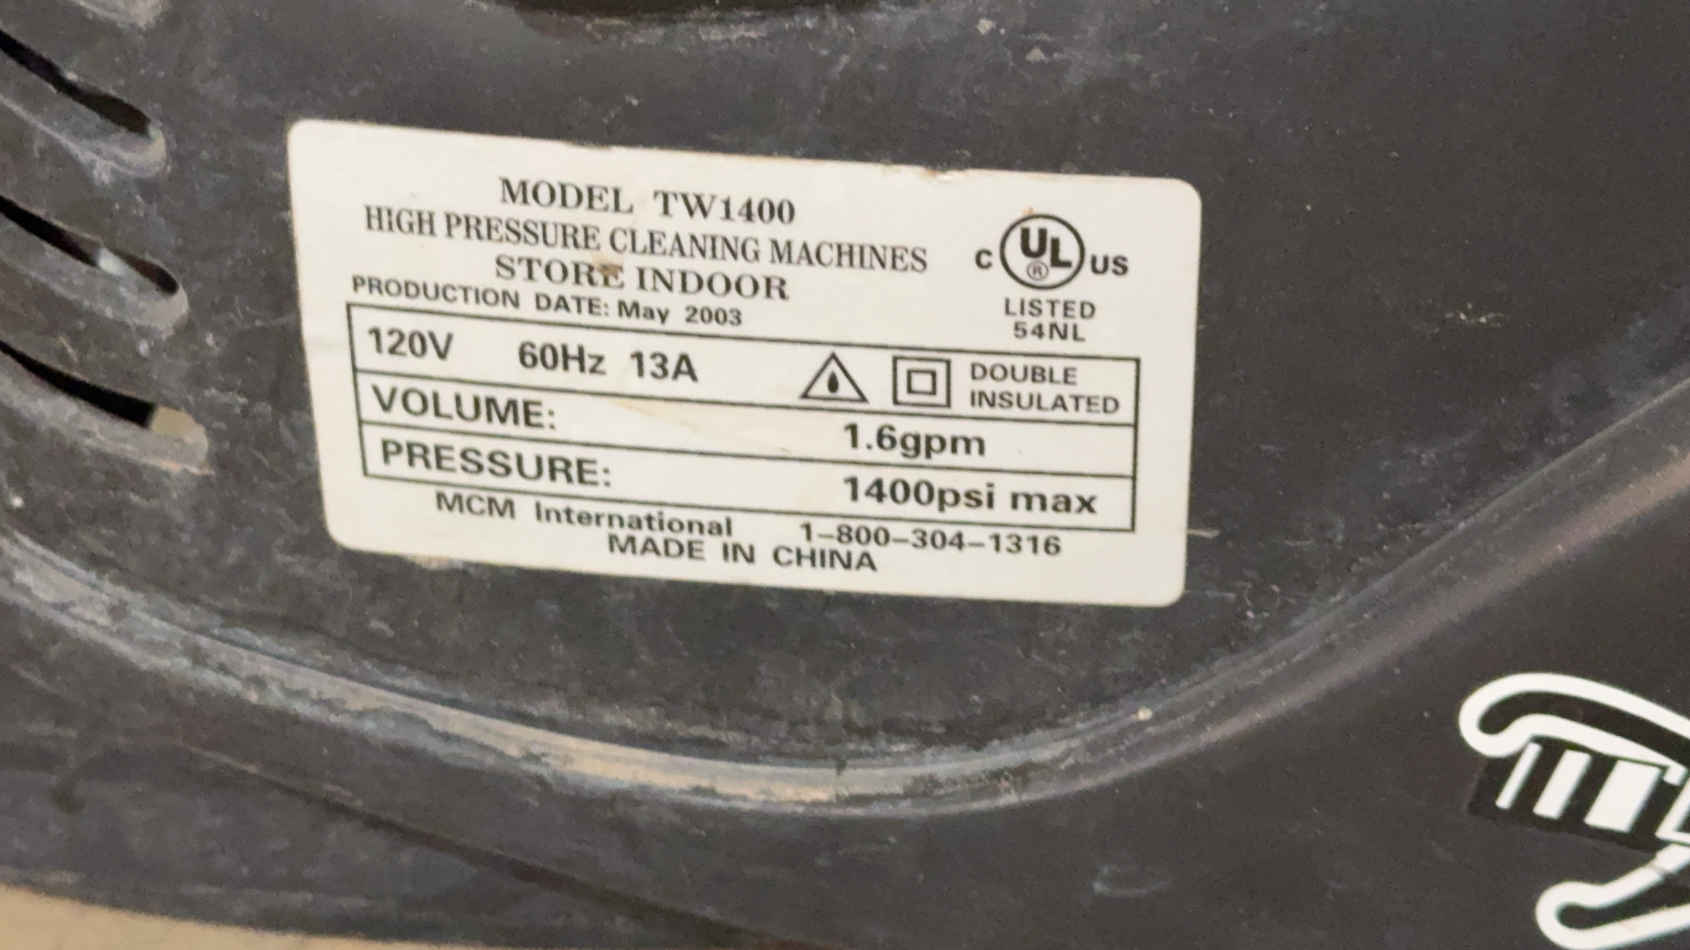 MODEL TW1400
HIGH PRESSURE CLEANING MACHINES
STORE INDOOR
PRODUCTION DATE: May 2003
C UL ® US
LISTED
54NL
120V 60Hz 13A
DOUBLE
INSULATED
VOLUME: 1.6gpm
PRESSURE: 1400psi max
MCM International 1-800-304-1316
MADE IN CHINA